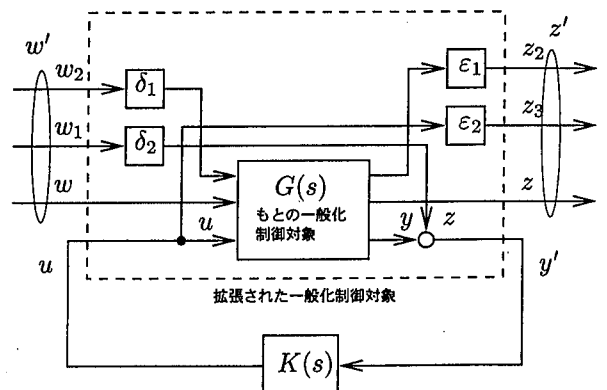 w'
z'
w₂
δ₁
ε₁
z₂
w₁
δ₂
ε₂
z₃
w
G(s)
もとの一般化
制御対象
z
u
y
z
u
y'
拡張された一般化制御対象
K(s)